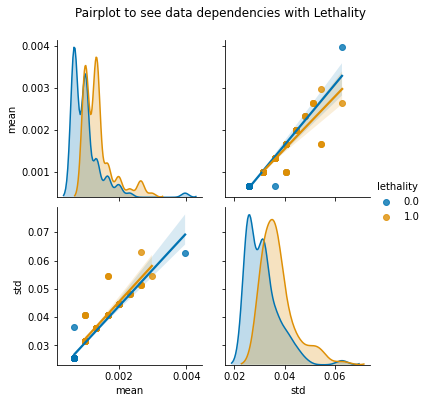 Pairplot to see data dependencies with Lethality
0.004
0.003
0.002
0.001
mean
lethality
0.0
1.0
0.07
0.06
0.05
0.04
0.03
std
0.002 0.004
mean
0.02 0.04 0.06
std